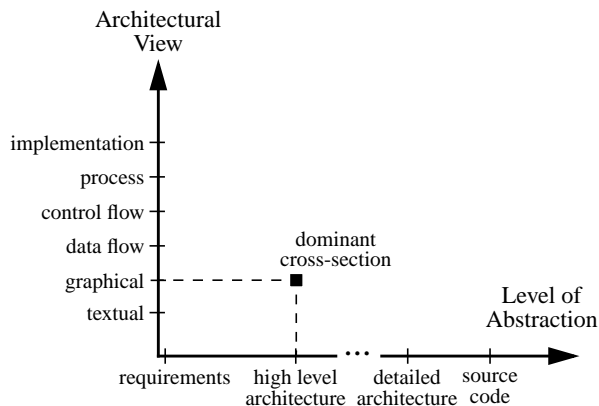 Architectural
View
implementation
process
control flow
data flow
dominant
cross-section
graphical
textual
Level of
Abstraction
...
requirements
high level
architecture
detailed
architecture
source
code